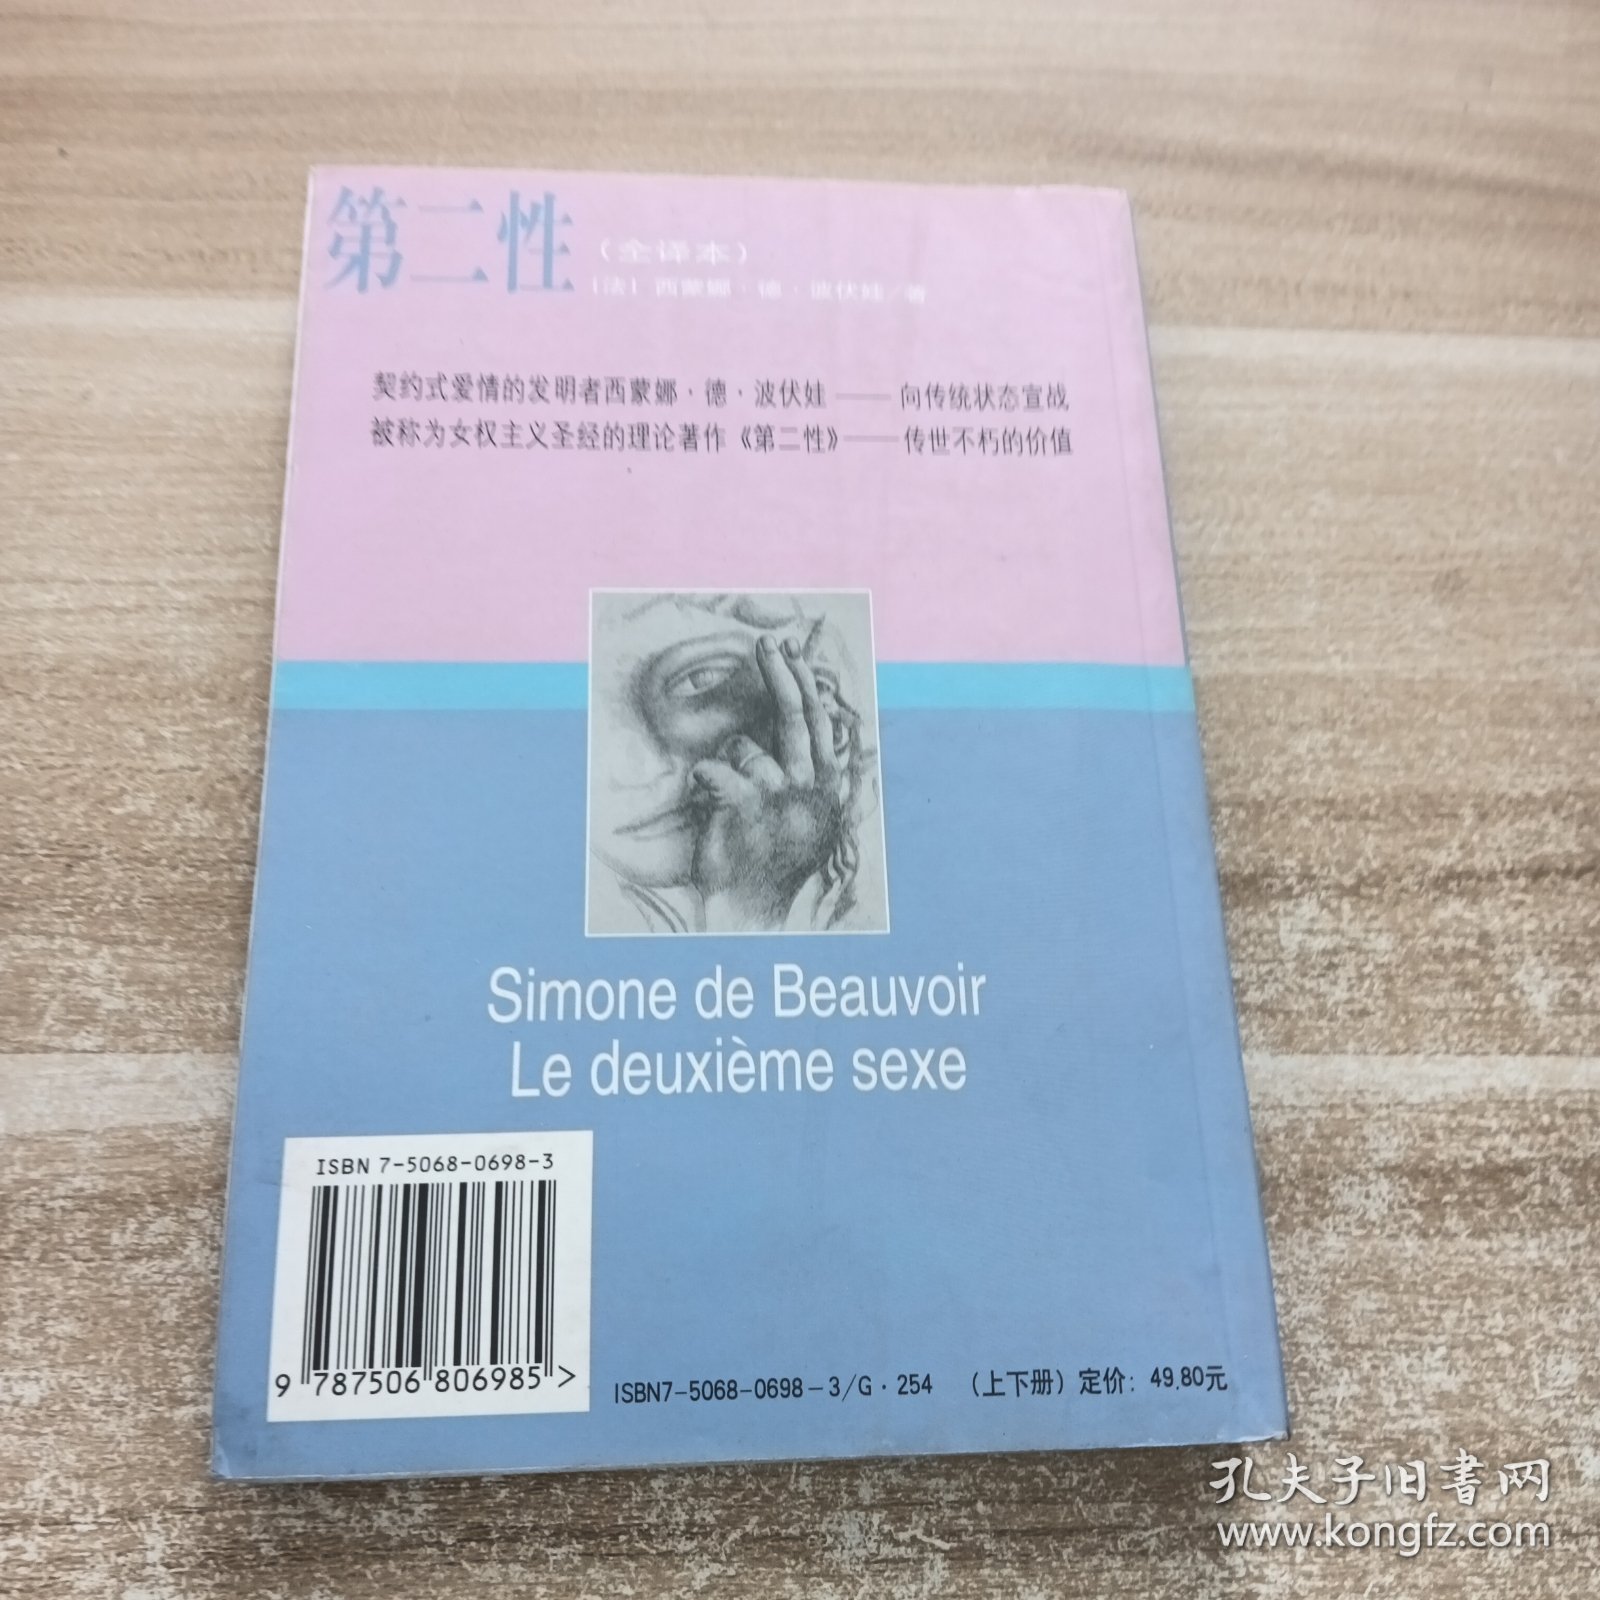 第二性
(全译本)
[法] 西蒙娜·德·波伏娃/著
契约式爱情的发明者西蒙娜·德·波伏娃——向传统状态宣战
被称为女权主义圣经的理论著作《第二性》——传世不朽的价值
Simone de Beauvoir
Le deuxième sexe
ISBN 7-5068-0698-3
9 787506 806985 >
ISBN7-5068-0698-3/G·254 (上下册) 定价: 49.80元
孔夫子旧书网
www.kongfz.com